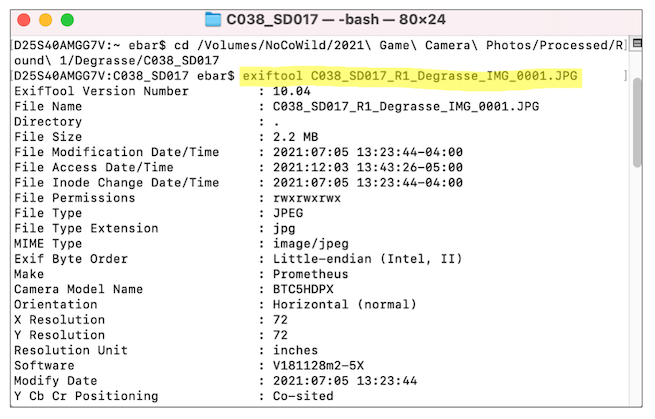 C038_SD017 — -bash — 80×24
[D25S40AMGG7V:~ ebar$ cd /Volumes/NoCoWild/2021\ Game\ Camera\ Photos/Processed/R]
ound\ 1/Degrasse/C038_SD017
[D25S40AMGG7V:C038_SD017 ebar$ exiftool C038_SD017_R1_Degrasse_IMG_0001.JPG ]
ExifTool Version Number : 10.04
File Name : C038_SD017_R1_Degrasse_IMG_0001.JPG
Directory : .
File Size : 2.2 MB
File Modification Date/Time : 2021:07:05 13:23:44-04:00
File Access Date/Time : 2021:12:03 13:43:26-05:00
File Inode Change Date/Time : 2021:07:05 13:23:44-04:00
File Permissions : rwxrwxrwx
File Type : JPEG
File Type Extension : jpg
MIME Type : image/jpeg
Exif Byte Order : Little-endian (Intel, II)
Make : Prometheus
Camera Model Name : BTC5HDPX
Orientation : Horizontal (normal)
X Resolution : 72
Y Resolution : 72
Resolution Unit : inches
Software : V181128m2-5X
Modify Date : 2021:07:05 13:23:44
Y Cb Cr Positioning : Co-sited